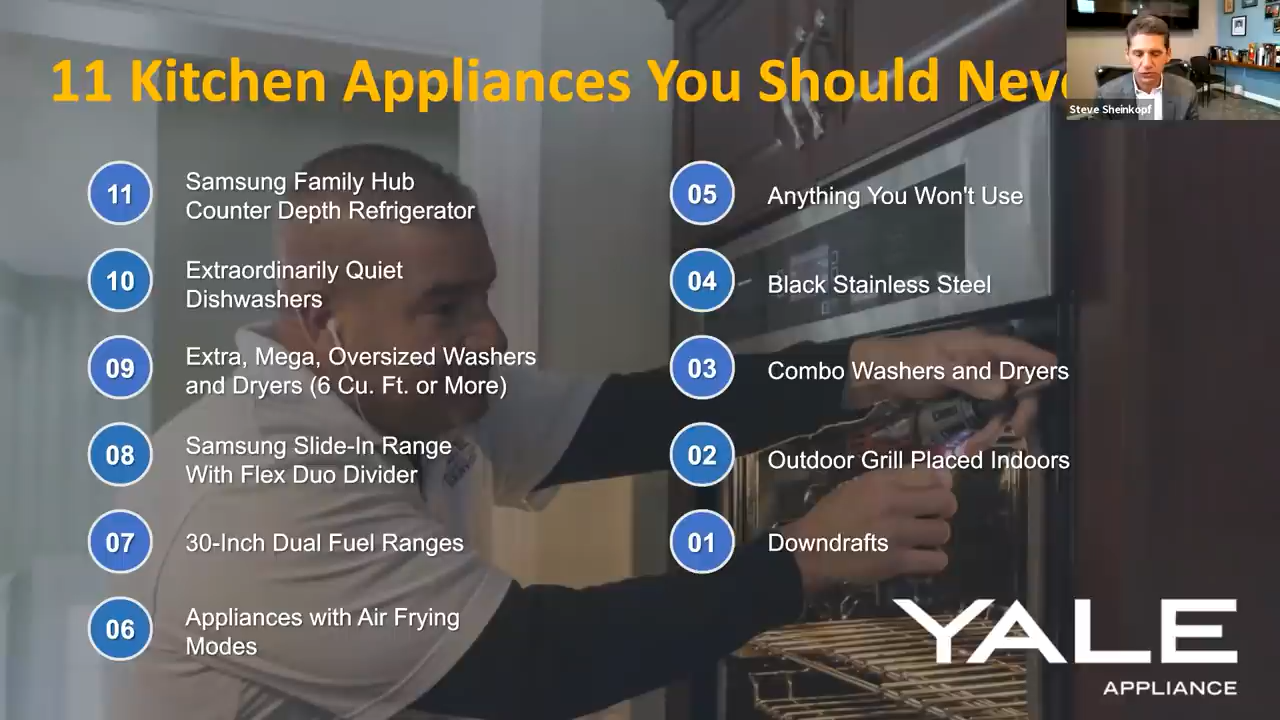 11 Kitchen Appliances You Should Neve
Steve Sheinkopf
11
Samsung Family Hub
Counter Depth Refrigerator
10
Extraordinarily Quiet
Dishwashers
09
Extra, Mega, Oversized Washers
and Dryers (6 Cu. Ft. or More)
08
Samsung Slide-In Range
With Flex Duo Divider
07
30-Inch Dual Fuel Ranges
06
Appliances with Air Frying
Modes
05
Anything You Won't Use
04
Black Stainless Steel
03
Combo Washers and Dryers
02
Outdoor Grill Placed Indoors
01
Downdrafts
YALE
APPLIANCE